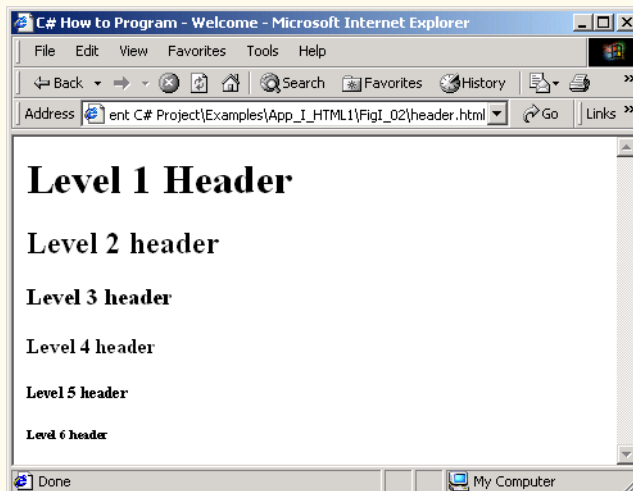 C# How to Program - Welcome - Microsoft Internet Explorer
File Edit View Favorites Tools Help
Back Search Favorites History »
Address ent C# Project\Examples\App_I_HTML1\FigI_02\header.html Go Links »
Level 1 Header
Level 2 header
Level 3 header
Level 4 header
Level 5 header
Level 6 header
Done My Computer